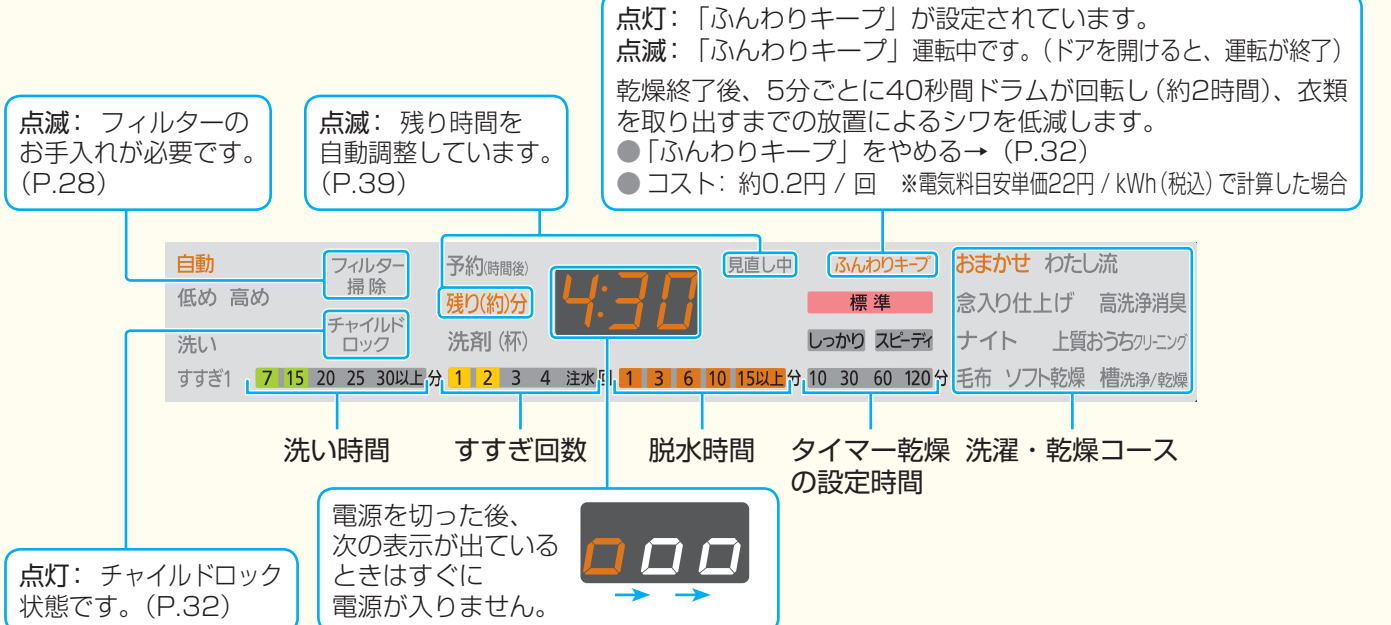 点灯：「ふんわりキープ」が設定されています。
点滅：「ふんわりキープ」運転中です。（ドアを開けると、運転が終了）
乾燥終了後、5分ごとに40秒間ドラムが回転し（約2時間）、衣類
を取り出すまでの放置によるシワを低減します。
●「ふんわりキープ」をやめる→（P.32）
● コスト：約0.2円 / 回　※電気料目安単価22円 / kWh（税込）で計算した場合
点滅：フィルターの
お手入れが必要です。
（P.28）
点滅：残り時間を
自動調整しています。
（P.39）
自動
低め 高め
洗い
すすぎ1
フィルター
掃除
チャイルド
ロック
予約(時間後)
残り(約)分
洗剤（杯）
4:30
見直し中
ふんわりキープ
標準
しっかり スピーディ
おまかせ わたし流
念入り仕上げ 高洗浄消臭
ナイト 上質おうちクリーニング
毛布 ソフト乾燥 槽洗浄/乾燥
7 15 20 25 30以上 分 1 2 3 4 注水 回 1 3 6 10 15以上 分 10 30 60 120 分
洗い時間
すすぎ回数
脱水時間
タイマー乾燥
の設定時間
洗濯・乾燥コース
点灯：チャイルドロック
状態です。（P.32）
電源を切った後、
次の表示が出ている
ときはすぐに
電源が入りません。